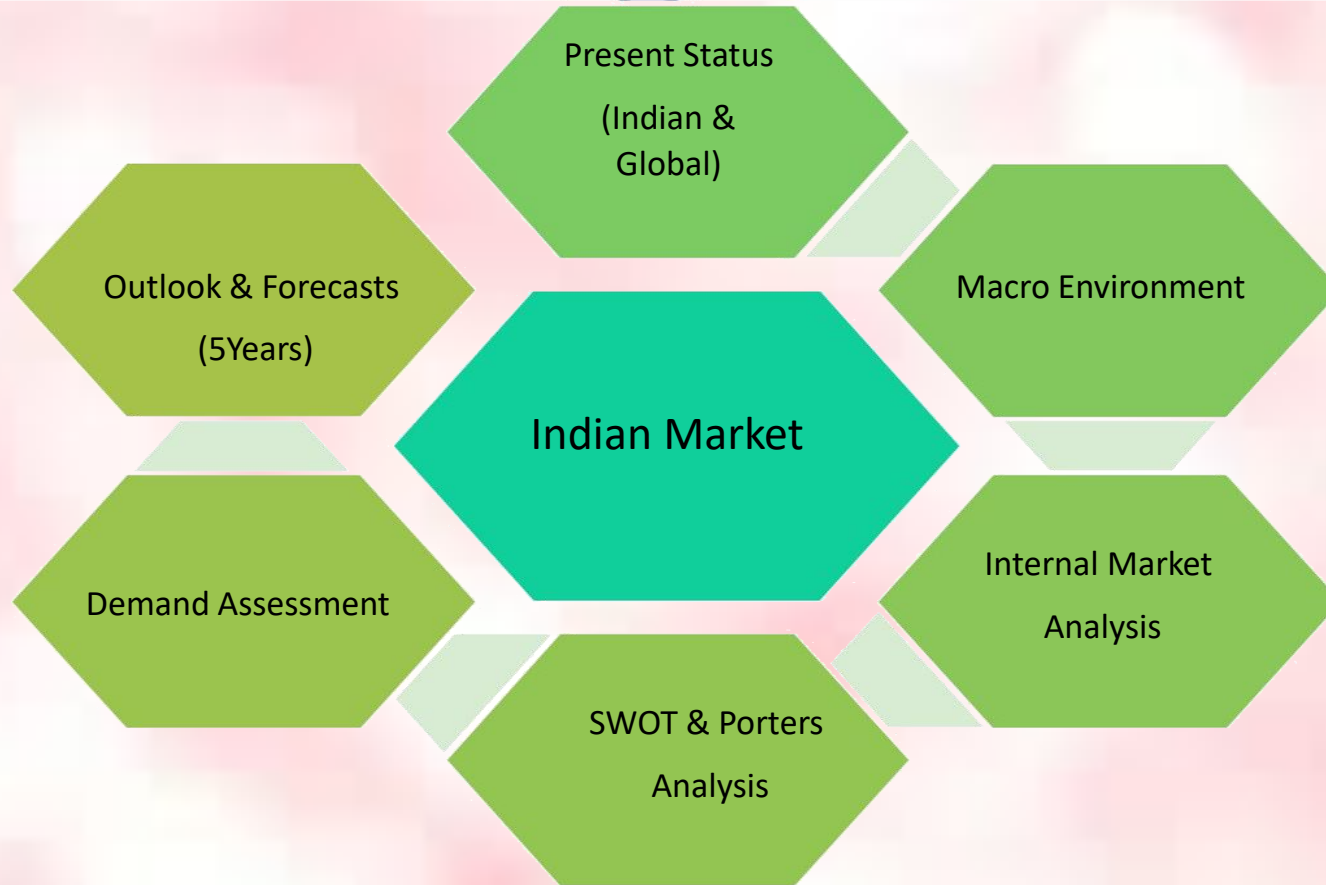 Present Status
(Indian &
Global)
Outlook & Forecasts
(5Years)
Macro Environment
Indian Market
Internal Market
Analysis
Demand Assessment
SWOT & Porters
Analysis